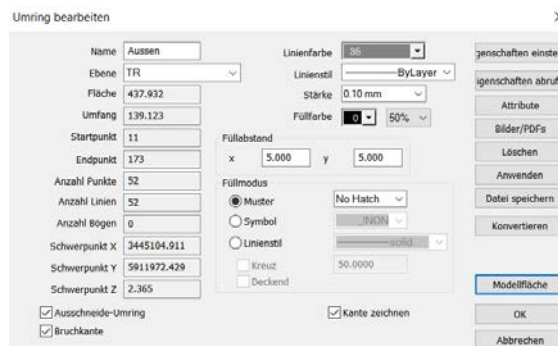 Umring bearbeiten
Name Aussen
Ebene TR
Fläche 437.932
Umfang 139.123
Startpunkt 11
Endpunkt 173
Anzahl Punkte 52
Anzahl Linien 52
Anzahl Bögen 0
Schwerpunkt X 3445104.911
Schwerpunkt Y 5911972.429
Schwerpunkt Z 2.365
Ausschneide-Umring
Bruchkante
Linienfarbe 35
Linienstil ByLayer
Stärke 0.10 mm
Füllfarbe 0 50%
Füllabstand
x 5.000 y 5.000
Füllmodus
Muster No Hatch
Symbol _INON
Linienstil solid
Kreuz 50.0000
Deckend
Kante zeichnen
genschaften einste
igenschaften abruf
Attribute
Bilder/PDFs
Löschen
Anwenden
Datei speichern
Konvertieren
Modellfläche
OK
Abbrechen